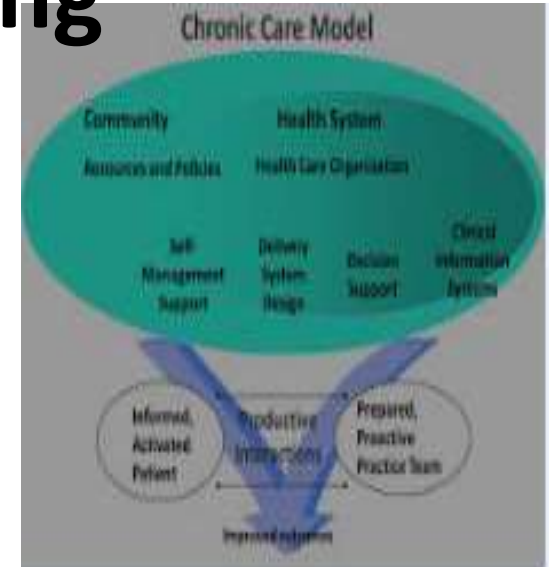 ng
Chronic Care Model
Community
Health System
Resources and Policies
Health Care Organization
Self-
Management
Support
Delivery
System
Design
Decision
Support
Clinical
Information
Systems
Informed,
Activated
Patient
Productive
Interactions
Prepared,
Proactive
Practice Team
Improved outcomes